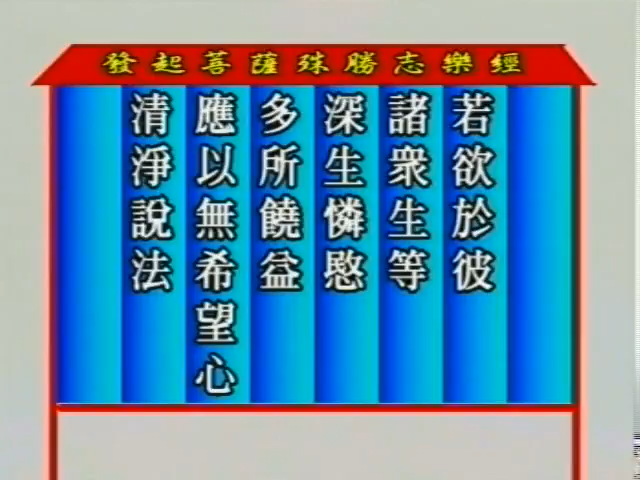 發起菩薩殊勝志樂經
若欲於彼
諸衆生等
深生憐愍
多所饒益
應以無希望心
清淨說法